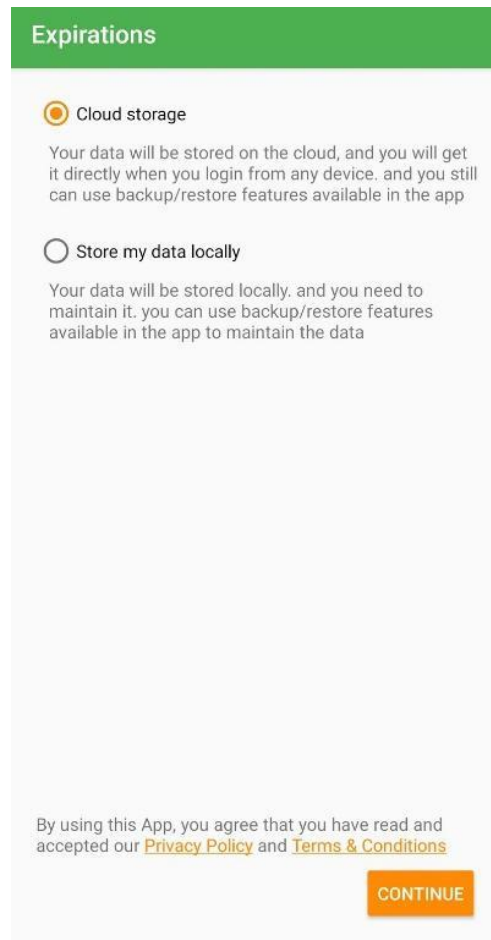 Expirations
Cloud storage
Your data will be stored on the cloud, and you will get
it directly when you login from any device. and you still
can use backup/restore features available in the app
Store my data locally
Your data will be stored locally. and you need to
maintain it. you can use backup/restore features
available in the app to maintain the data
By using this App, you agree that you have read and
accepted our Privacy Policy and Terms & Conditions
CONTINUE